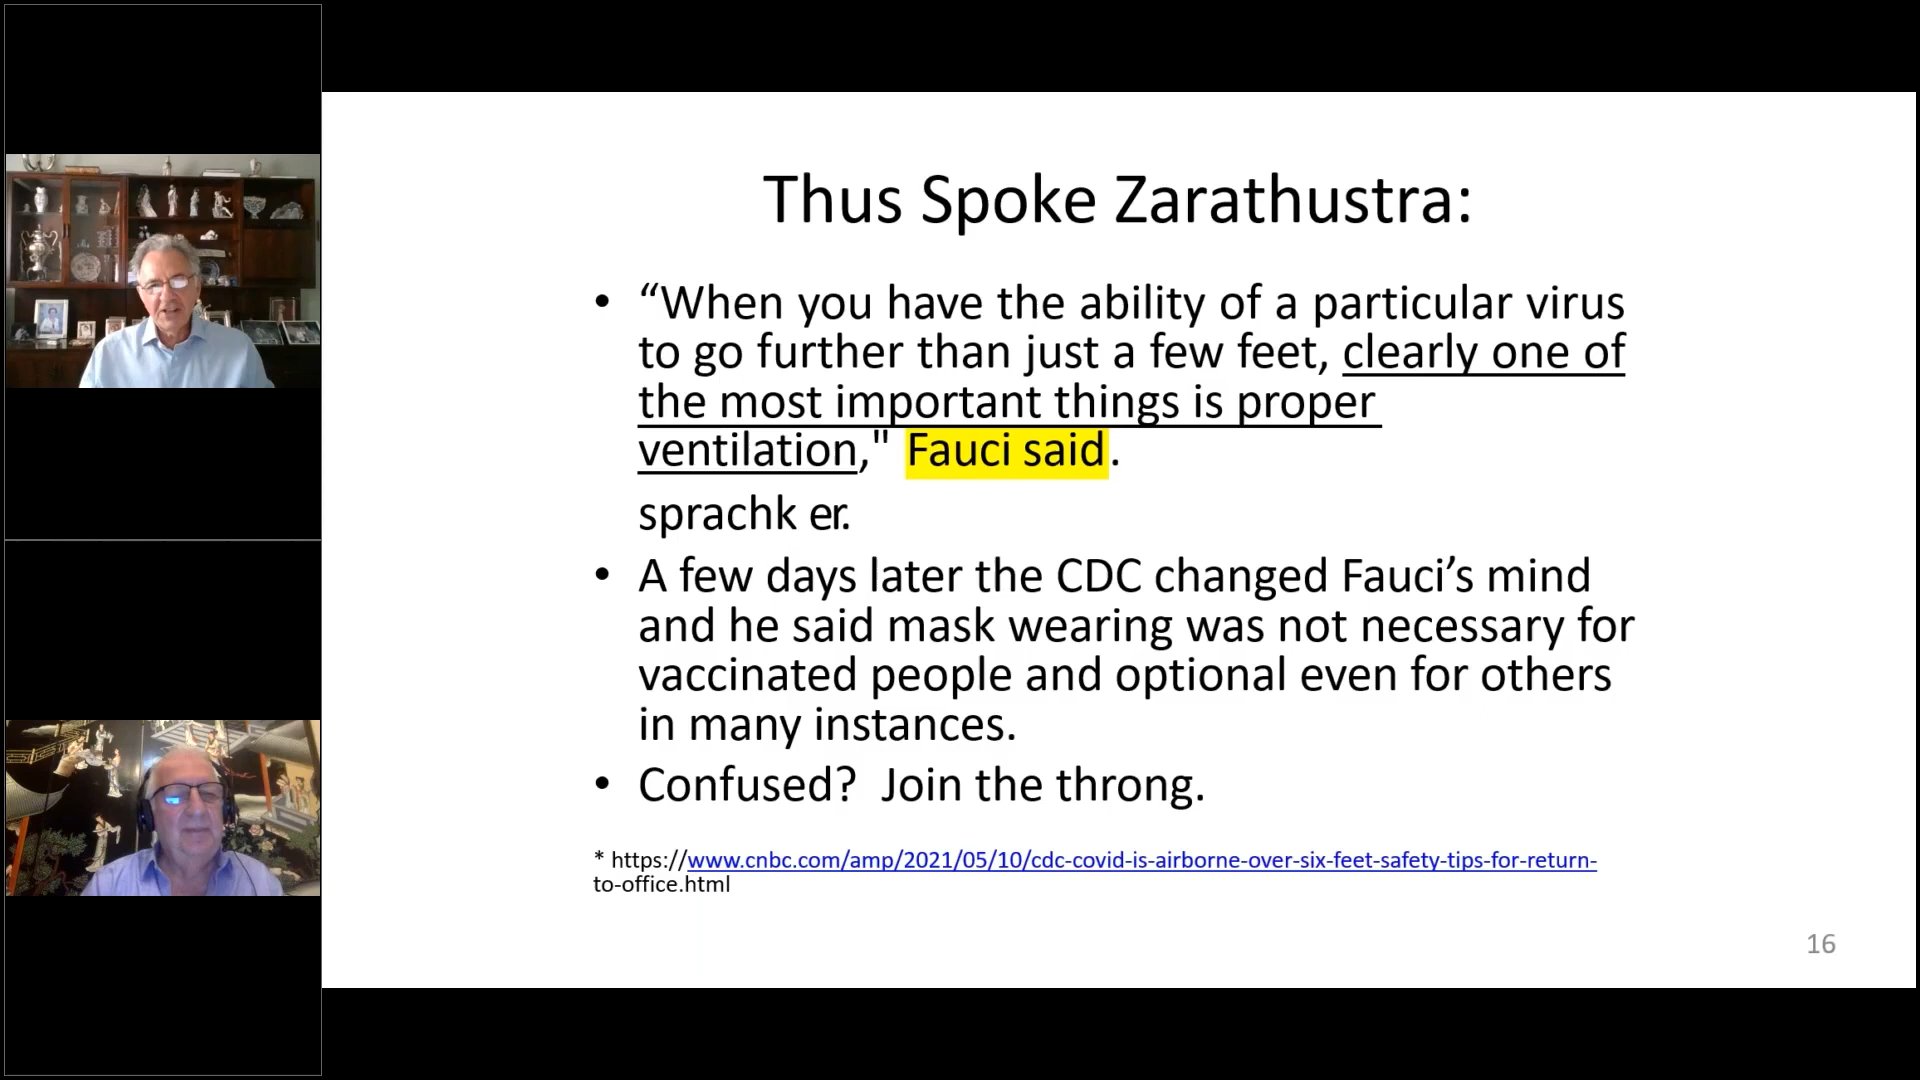 Thus Spoke Zarathustra:
• “When you have the ability of a particular virus
to go further than just a few feet, clearly one of
the most important things is proper
ventilation," Fauci said.
sprachk er.
• A few days later the CDC changed Fauci’s mind
and he said mask wearing was not necessary for
vaccinated people and optional even for others
in many instances.
• Confused?  Join the throng.
* https://www.cnbc.com/amp/2021/05/10/cdc-covid-is-airborne-over-six-feet-safety-tips-for-return-
to-office.html
16